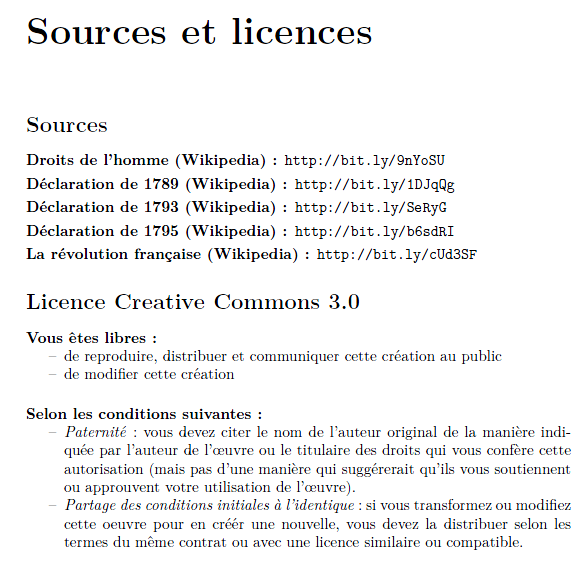 Sources et licences
Sources
Droits de l'homme (Wikipedia) : http://bit.ly/9nYoSU
Déclaration de 1789 (Wikipedia) : http://bit.ly/1DJqQg
Déclaration de 1793 (Wikipedia) : http://bit.ly/SeRyG
Déclaration de 1795 (Wikipedia) : http://bit.ly/b6sdRI
La révolution française (Wikipedia) : http://bit.ly/cUd3SF
Licence Creative Commons 3.0
Vous êtes libres :
– de reproduire, distribuer et communiquer cette création au public
– de modifier cette création
Selon les conditions suivantes :
– Paternité : vous devez citer le nom de l'auteur original de la manière indi-
quée par l'auteur de l'œuvre ou le titulaire des droits qui vous confère cette
autorisation (mais pas d'une manière qui suggérerait qu'ils vous soutiennent
ou approuvent votre utilisation de l'œuvre).
– Partage des conditions initiales à l'identique : si vous transformez ou modifiez
cette oeuvre pour en créér une nouvelle, vous devez la distribuer selon les
termes du même contrat ou avec une licence similaire ou compatible.